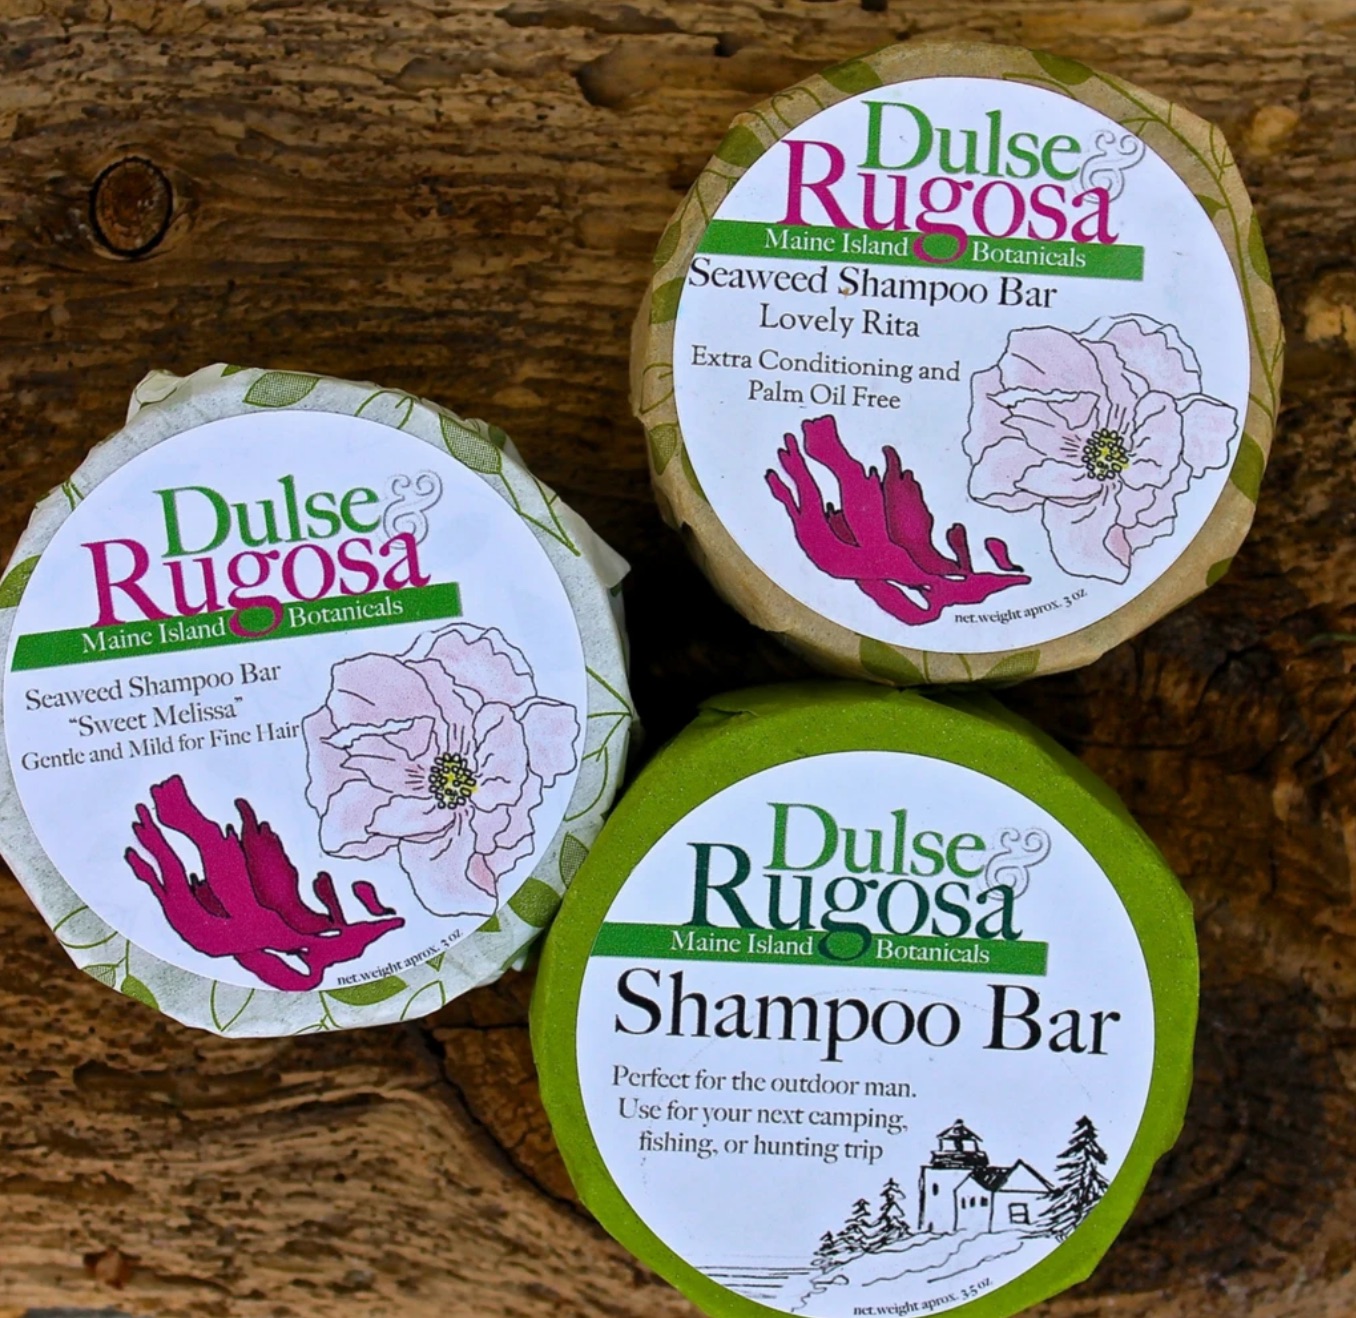 Dulse &
Rugosa
Maine Island Botanicals
Seaweed Shampoo Bar
Lovely Rita
Extra Conditioning and
Palm Oil Free
net.weight aprox. 3 oz
Dulse &
Rugosa
Maine Island Botanicals
Seaweed Shampoo Bar
"Sweet Melissa"
Gentle and Mild for Fine Hair
net.weight aprox. 3 oz
Dulse &
Rugosa
Maine Island Botanicals
Shampoo Bar
Perfect for the outdoor man.
Use for your next camping,
fishing, or hunting trip
net.weight aprox. 3.5 oz